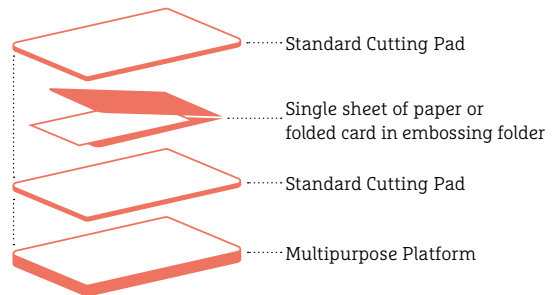 Standard Cutting Pad
Single sheet of paper or
folded card in embossing folder
Standard Cutting Pad
Multipurpose Platform